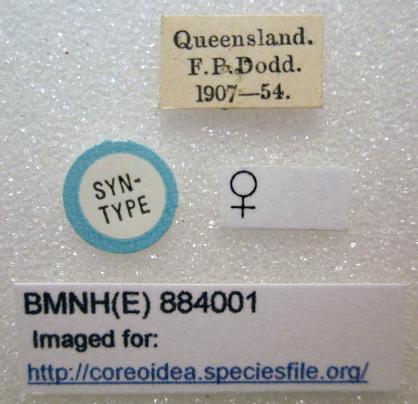 Queensland.
F.P.Dodd.
1907—54.
SYN-
TYPE
♀
BMNH(E) 884001
Imaged for:
http://coreoidea.speciesfile.org/